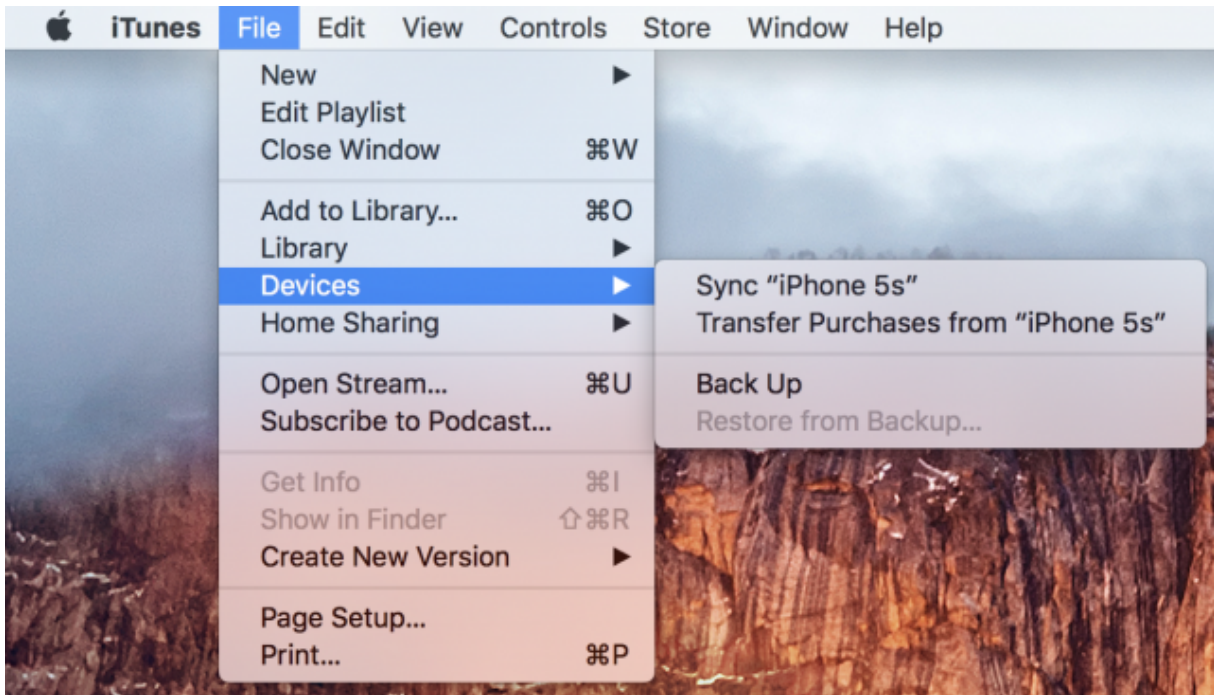 iTunes File Edit View Controls Store Window Help
New
Edit Playlist
Close Window ⌘W
Add to Library... ⌘O
Library
Devices
Home Sharing
Open Stream... ⌘U
Subscribe to Podcast...
Get Info ⌘I
Show in Finder ⇧⌘R
Create New Version
Page Setup...
Print... ⌘P
Sync “iPhone 5s”
Transfer Purchases from “iPhone 5s”
Back Up
Restore from Backup...